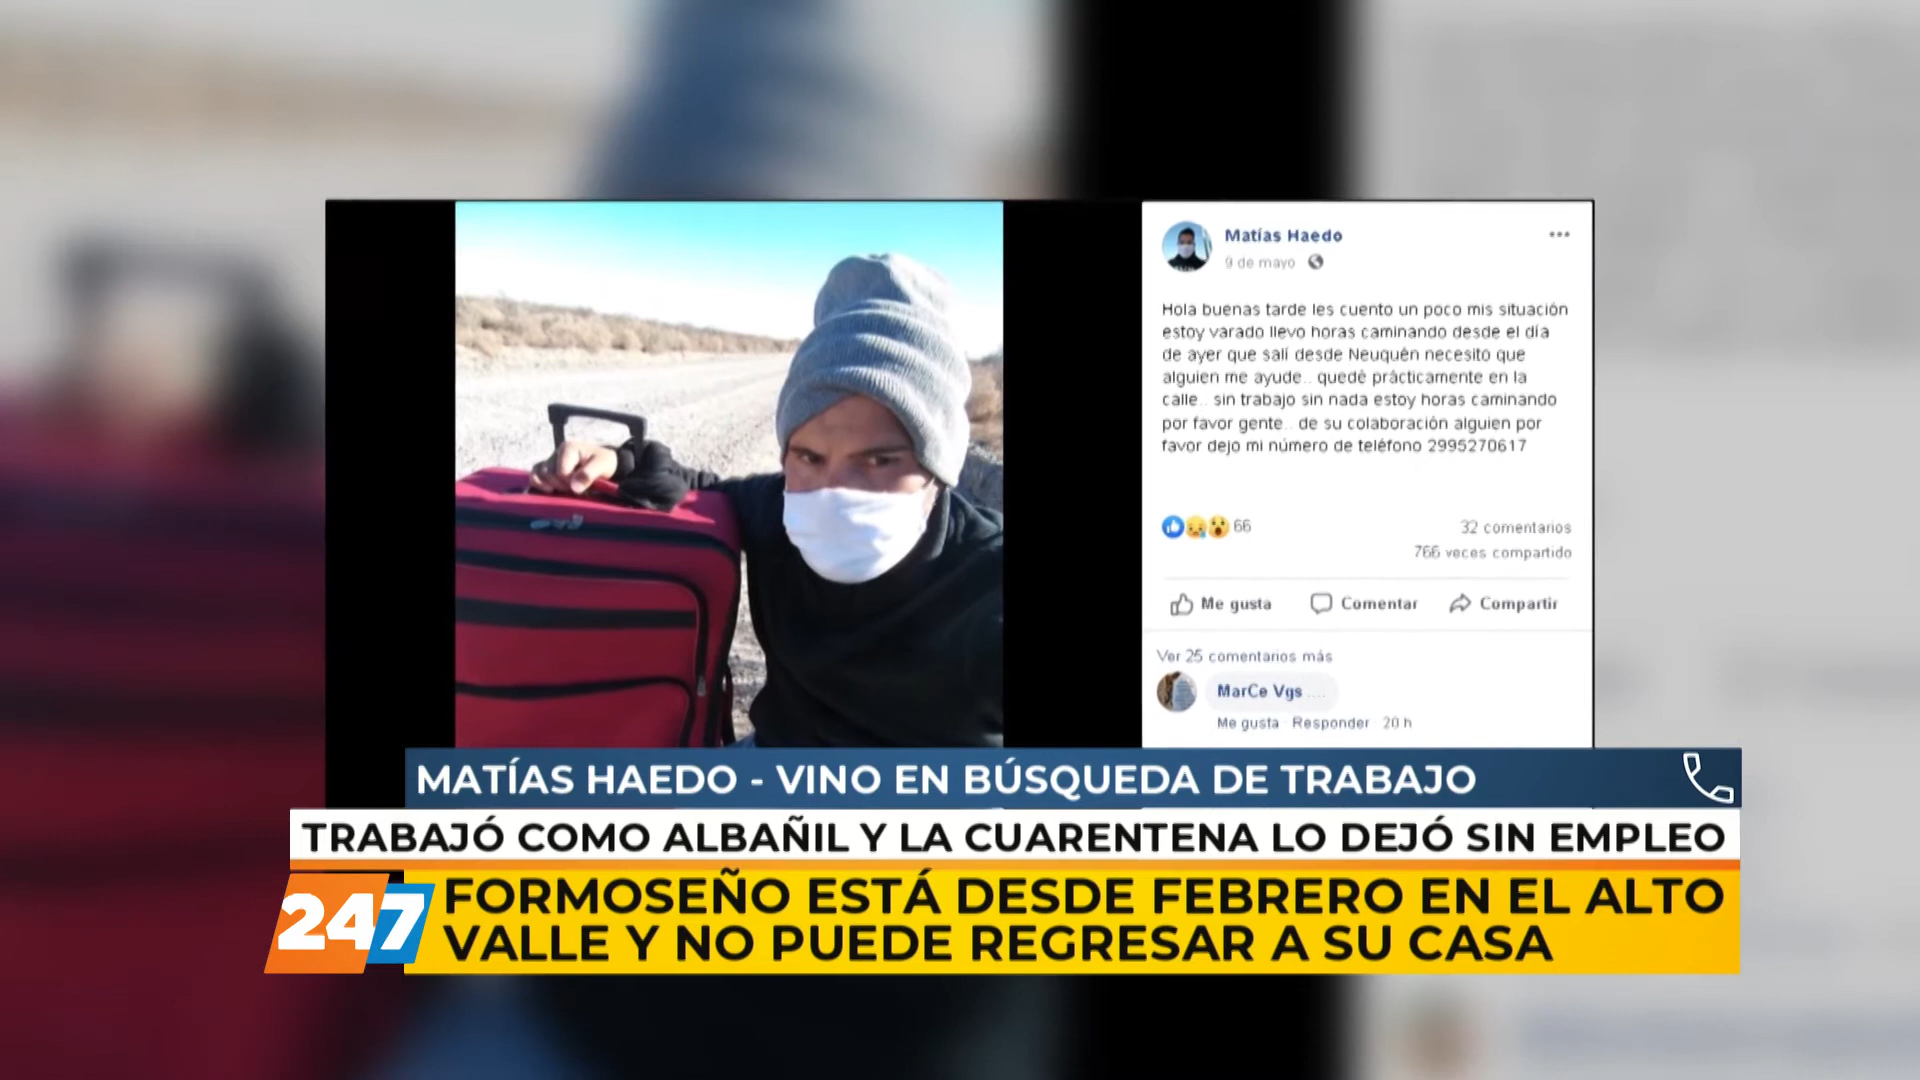 Matías Haedo
9 de mayo
Hola buenas tarde les cuento un poco mis situación
estoy varado llevo horas caminando desde el día
de ayer que salí desde Neuquén necesito que
alguien me ayude.. quedé prácticamente en la
calle.. sin trabajo sin nada estoy horas caminando
por favor gente.. de su colaboración alguien por
favor dejo mi número de teléfono 2995270617
66
32 comentarios
766 veces compartido
Me gusta Comentar Compartir
Ver 25 comentarios más
MarCe Vgs ....
Me gusta Responder 20 h
MATÍAS HAEDO - VINO EN BÚSQUEDA DE TRABAJO
TRABAJÓ COMO ALBAÑIL Y LA CUARENTENA LO DEJÓ SIN EMPLEO
247
FORMOSEÑO ESTÁ DESDE FEBRERO EN EL ALTO
VALLE Y NO PUEDE REGRESAR A SU CASA